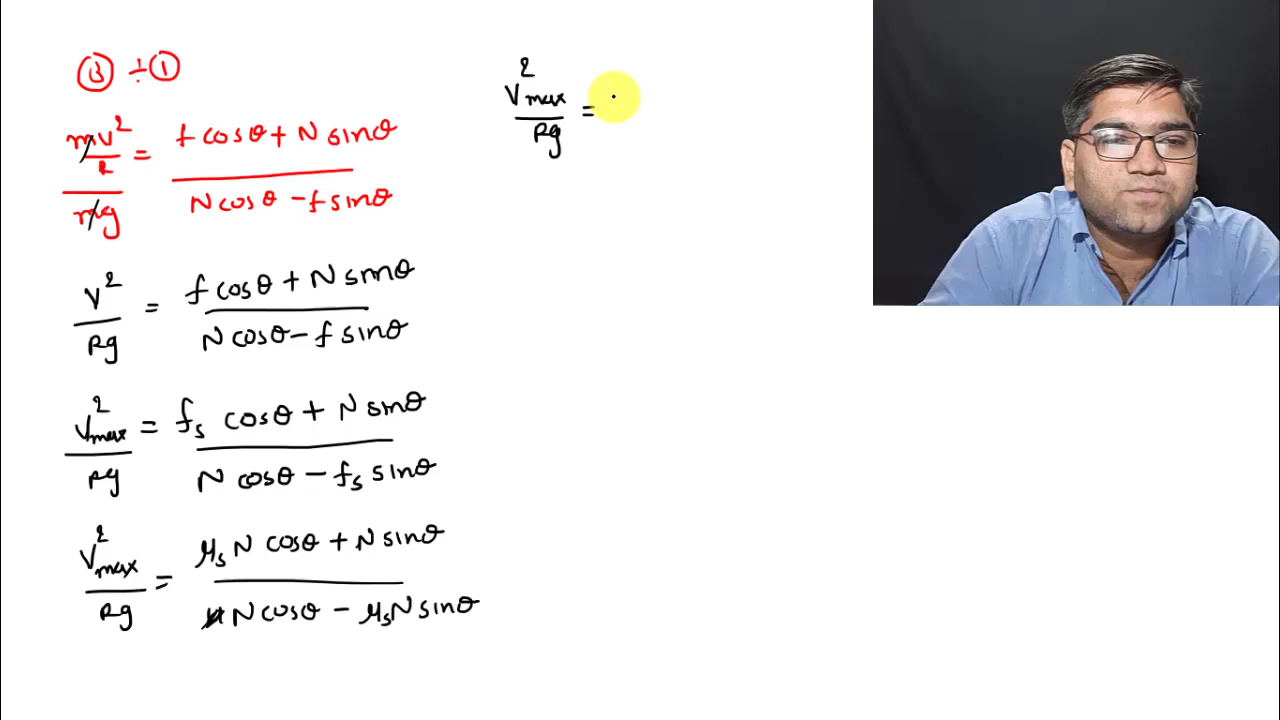 ③ ÷ ①
(mv²/R)/(mg) = (f cosθ + N sinθ)/(N cosθ - f sinθ)
v²/Rg = (f cosθ + N sinθ)/(N cosθ - f sinθ)
v²max/Rg = (fs cosθ + N sinθ)/(N cosθ - fs sinθ)
v²max/Rg = (μs N cosθ + N sinθ)/(N cosθ - μs N sinθ)
v²max/Rg =